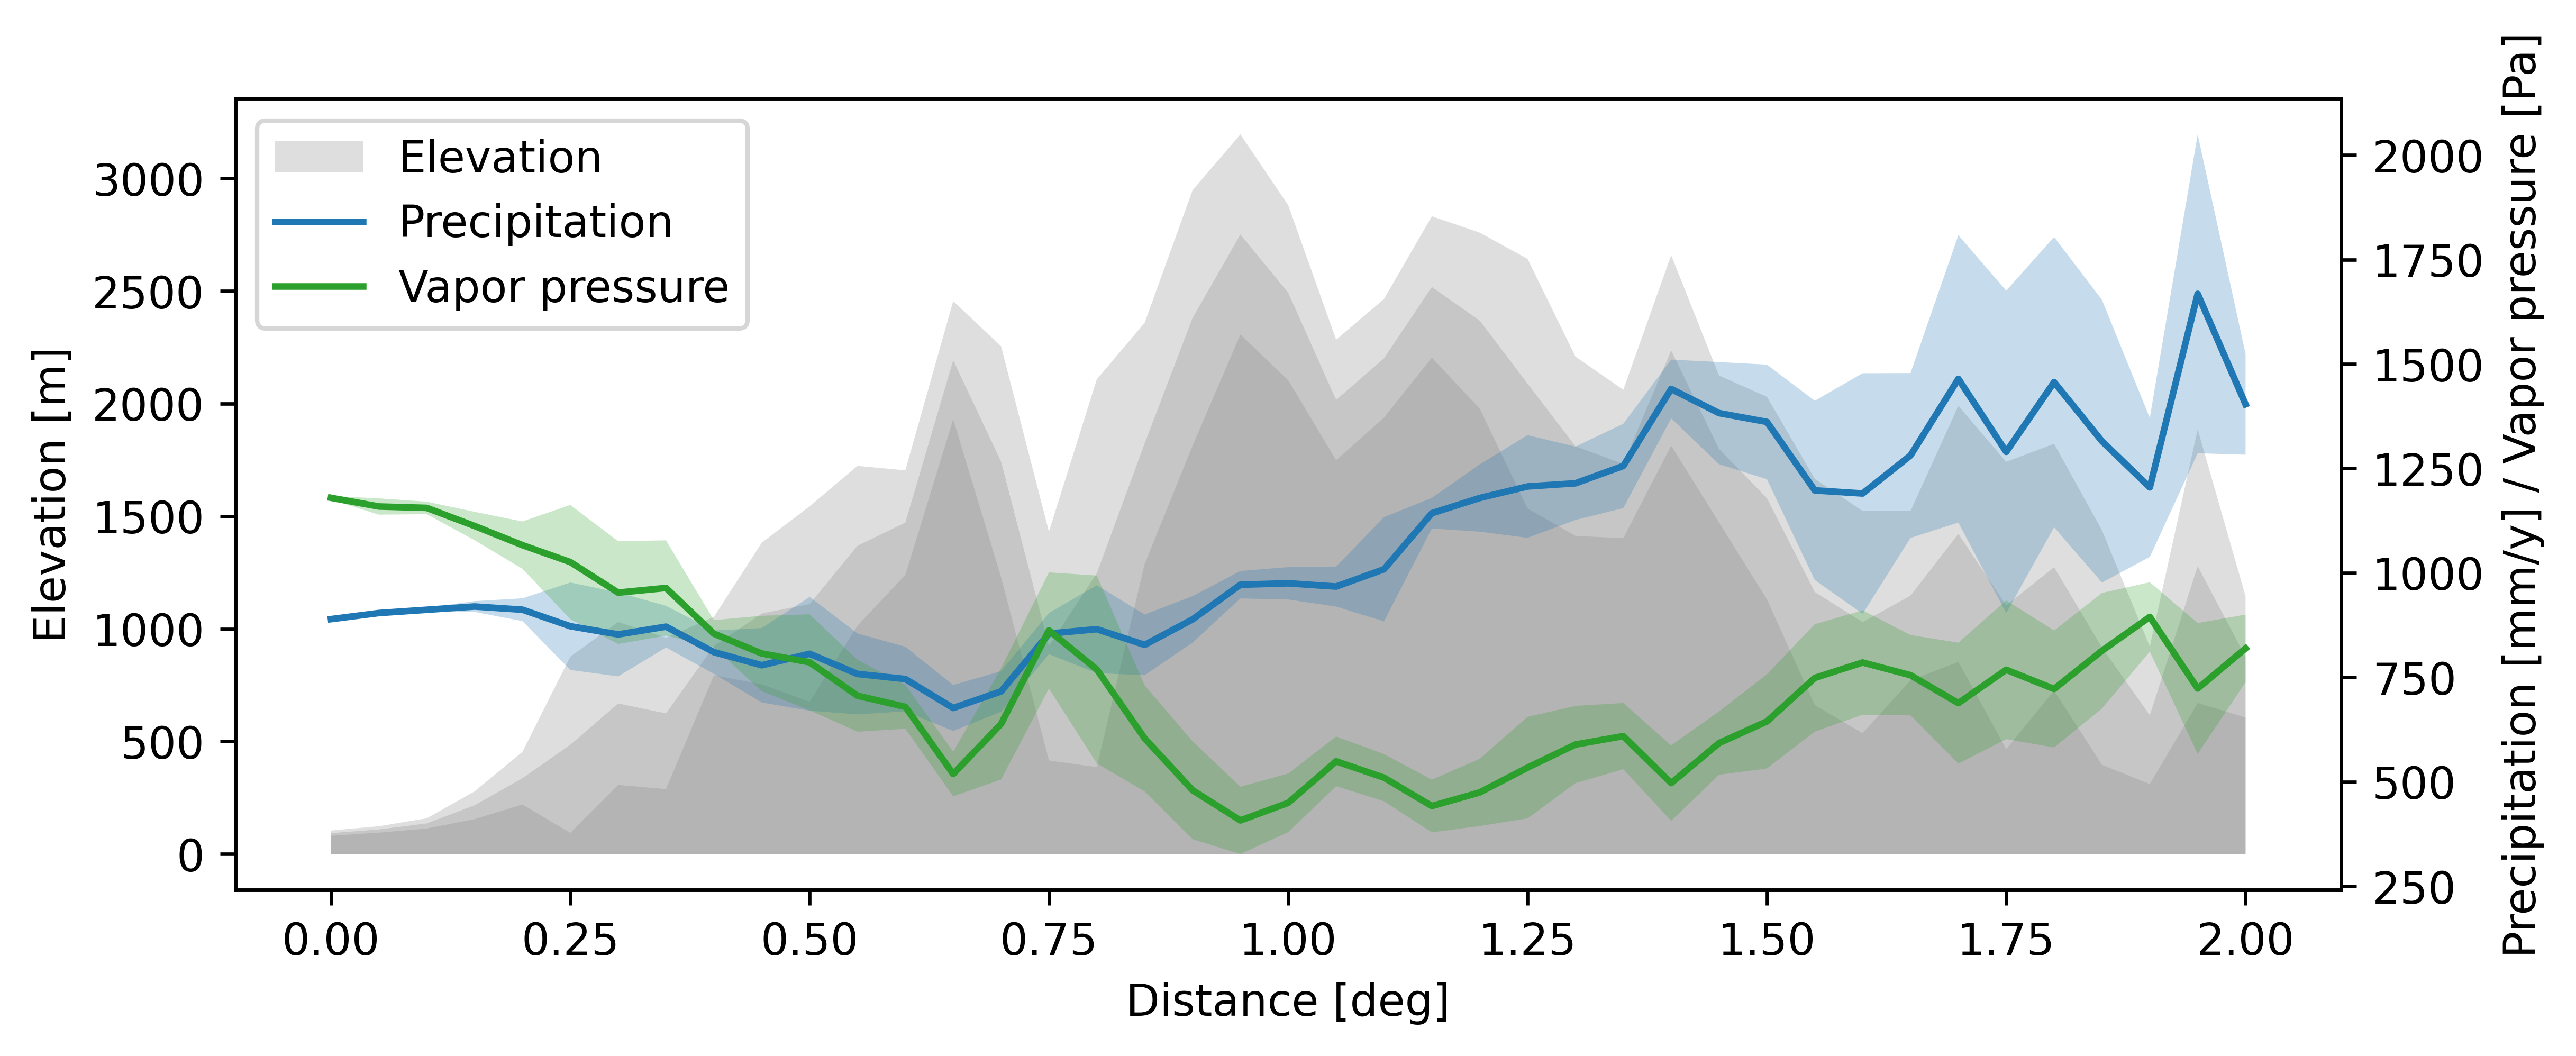 Elevation
Precipitation
Vapor pressure
Elevation [m]
3000
2500
2000
1500
1000
500
0
2000
1750
1500
1250
1000
750
500
250
Precipitation [mm/y] / Vapor pressure [Pa]
0.00 0.25 0.50 0.75 1.00 1.25 1.50 1.75 2.00
Distance [deg]